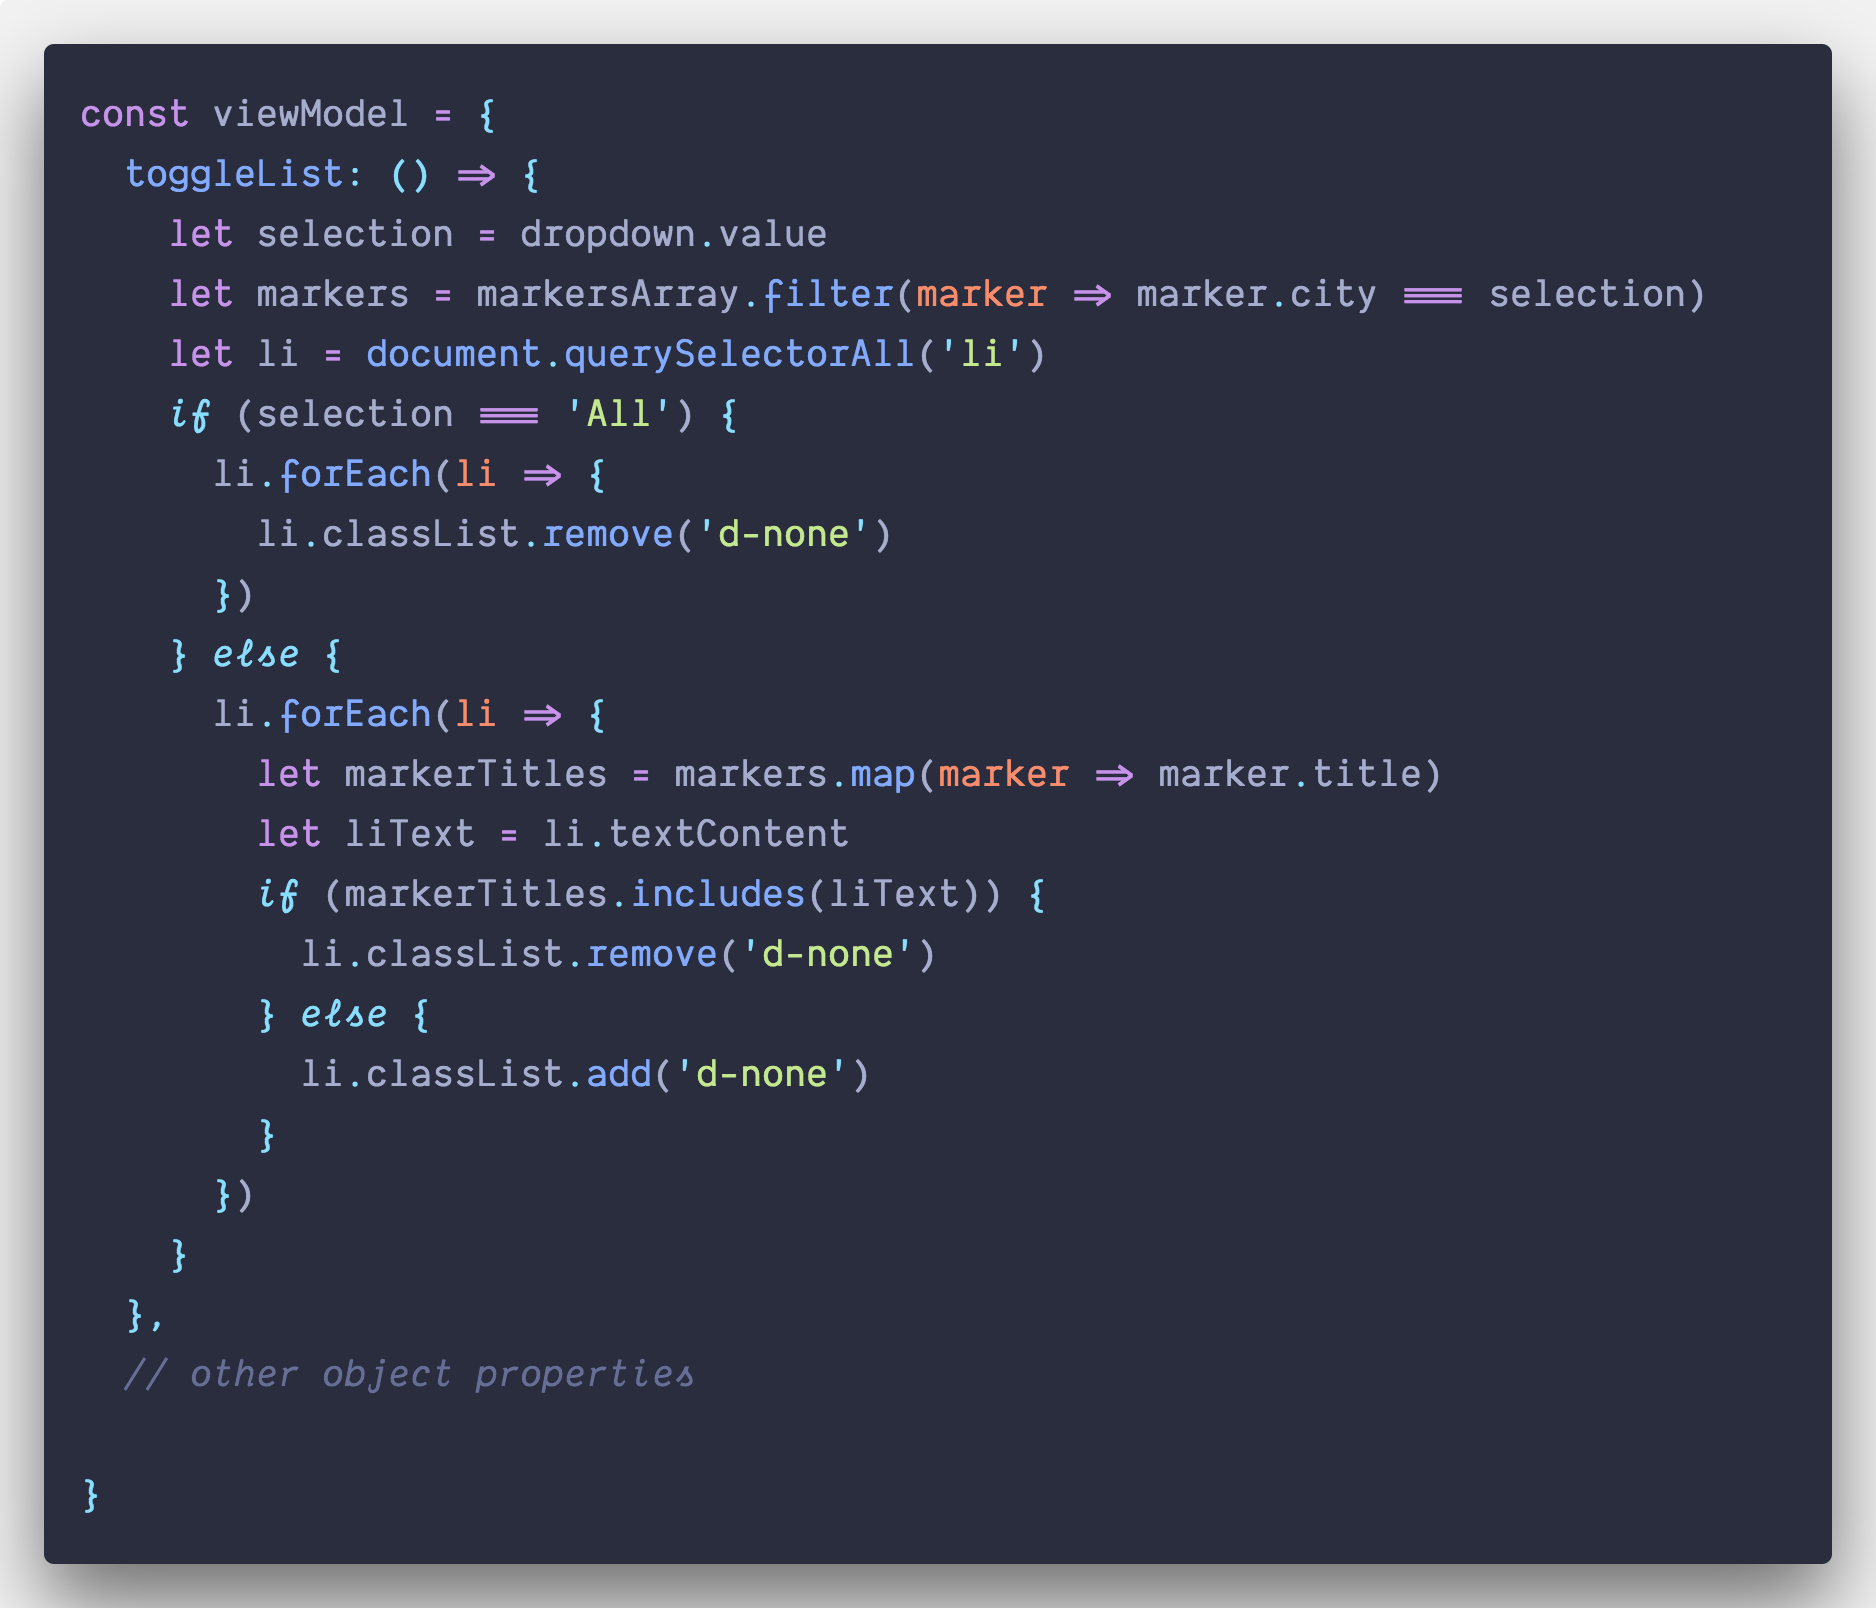 const viewModel = {
  toggleList: () => {
    let selection = dropdown.value
    let markers = markersArray.filter(marker => marker.city === selection)
    let li = document.querySelectorAll('li')
    if (selection === 'All') {
      li.forEach(li => {
        li.classList.remove('d-none')
      })
    } else {
      li.forEach(li => {
        let markerTitles = markers.map(marker => marker.title)
        let liText = li.textContent
        if (markerTitles.includes(liText)) {
          li.classList.remove('d-none')
        } else {
          li.classList.add('d-none')
        }
      })
    }
  },
  // other object properties

}